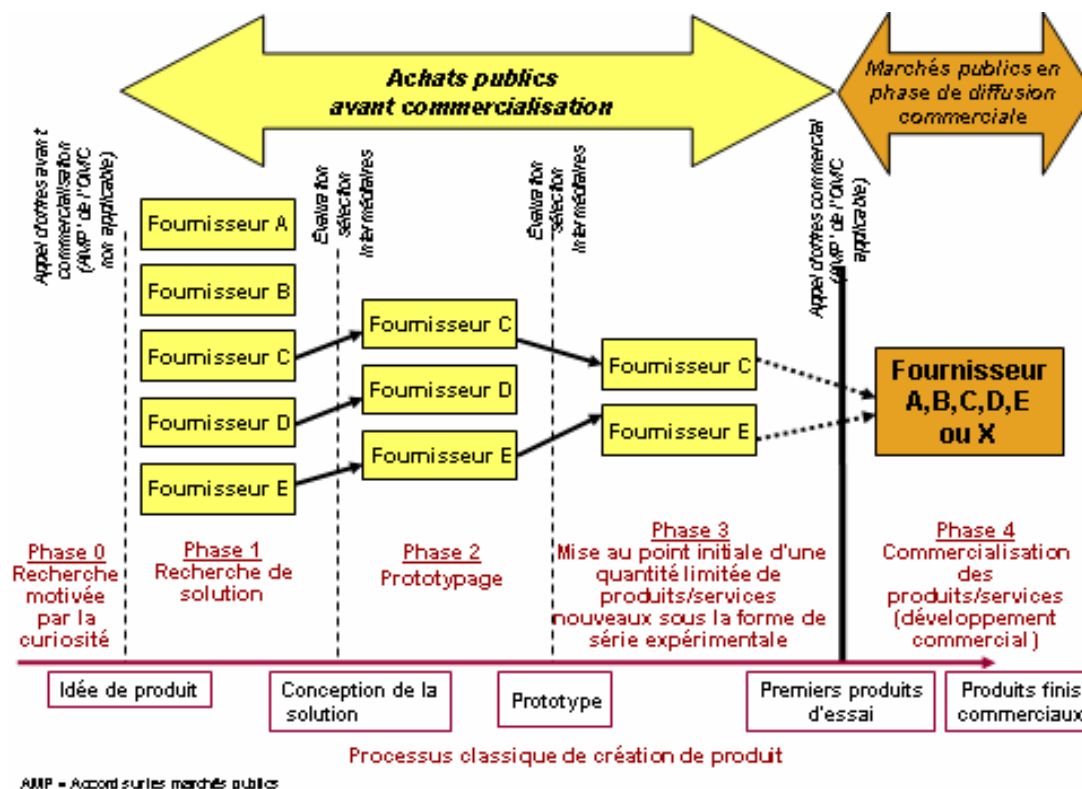 Achats publics
avant commercialisation
Marchés publics en
phase de diffusion
commerciale
Appel d'offres avant
commercialisation
(AMP* de l'OMC
non applicable)
Évaluation
sélection
Intermédiaires
Évaluation
sélection
Intermédiaires
Appel d'offres commercial
(AMP* de l'OMC
applicable)
Fournisseur A
Fournisseur B
Fournisseur C
Fournisseur D
Fournisseur E
Fournisseur C
Fournisseur D
Fournisseur E
Fournisseur C
Fournisseur E
Fournisseur
A,B,C,D,E
ou X
Phase 0
Recherche
motivée
par la
curiosité
Phase 1
Recherche de
solution
Phase 2
Prototypage
Phase 3
Mise au point initiale d'une
quantité limitée de
produits/services
nouveaux sous la forme de
série expérimentale
Phase 4
Commercialisation
des
produits/services
(développement
commercial)
Idée de produit
Conception de la
solution
Prototype
Premiers produits
d'essai
Produits finis
commerciaux
Processus classique de création de produit
AMP = Accord sur les marchés publics